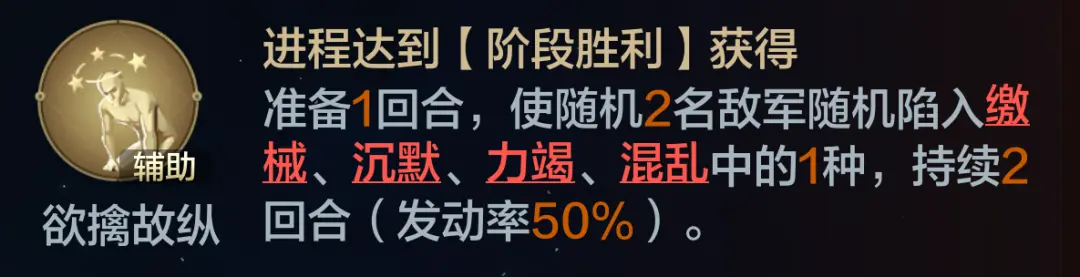 进程达到【阶段胜利】获得
准备1回合，使随机2名敌军随机陷入缴
械、沉默、力竭、混乱中的1种，持续2
回合（发动率50%）。
辅助
欲擒故纵